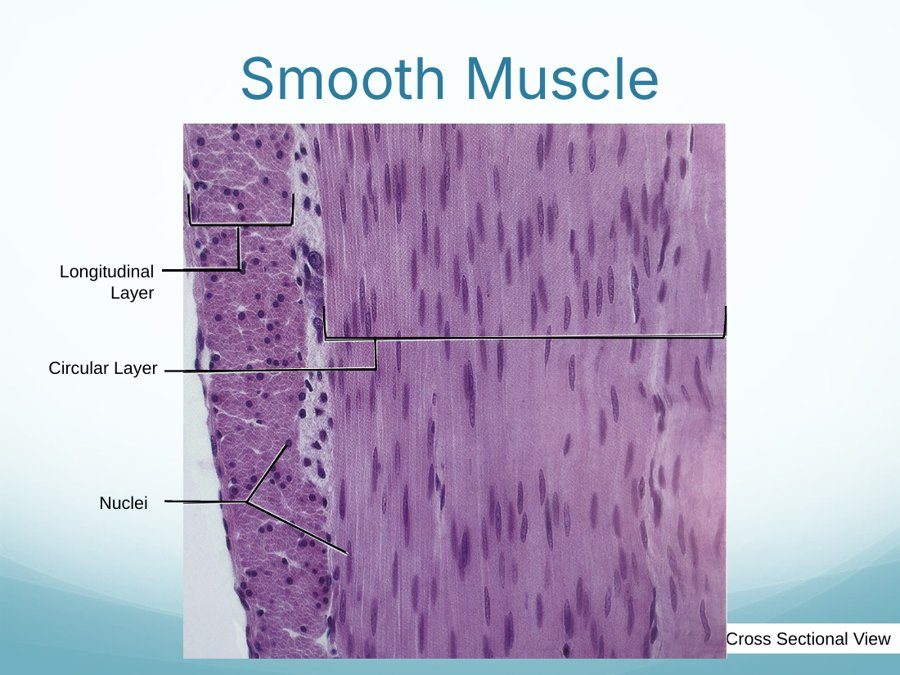 Smooth Muscle
Longitudinal
Layer
Circular Layer
Nuclei
Cross Sectional View